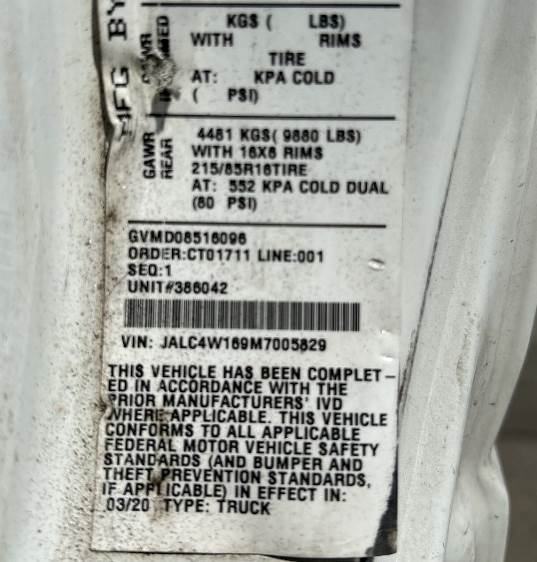 MFG BY
GAWR
KGS ( LBS)
WITH RIMS
TIRE
AT: KPA COLD
( PSI)
GAWR
REAR
4481 KGS( 9880 LBS)
WITH 16X6 RIMS
215/85R16TIRE
AT: 552 KPA COLD DUAL
(80 PSI)
GVMD08516096
ORDER:CT01711 LINE:001
SEQ:1
UNIT#386042
VIN: JALC4W169M7005829
THIS VEHICLE HAS BEEN COMPLET-
ED IN ACCORDANCE WITH THE
PRIOR MANUFACTURERS' IVD
WHERE APPLICABLE. THIS VEHICLE
CONFORMS TO ALL APPLICABLE
FEDERAL MOTOR VEHICLE SAFETY
STANDARDS (AND BUMPER AND
THEFT PREVENTION STANDARDS,
IF APPLICABLE) IN EFFECT IN:
03/20 TYPE: TRUCK